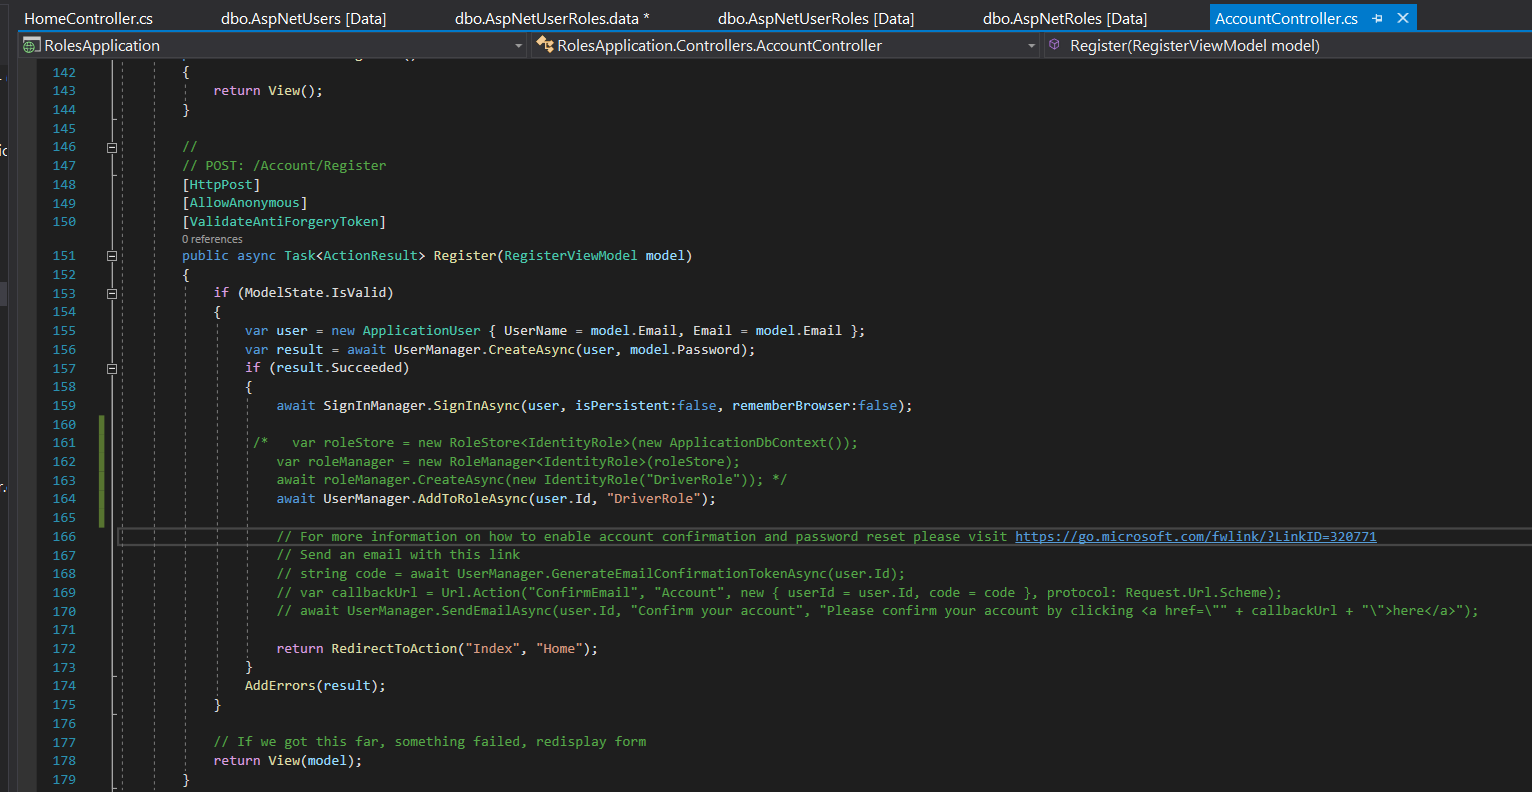 HomeController.cs dbo.AspNetUsers [Data] dbo.AspNetUserRoles.data * dbo.AspNetUserRoles [Data] dbo.AspNetRoles [Data] AccountController.cs
RolesApplication RolesApplication.Controllers.AccountController Register(RegisterViewModel model)
142 {
143 return View();
144 }
145
146 //
147 // POST: /Account/Register
148 [HttpPost]
149 [AllowAnonymous]
150 [ValidateAntiForgeryToken]
0 references
151 public async Task<ActionResult> Register(RegisterViewModel model)
152 {
153 if (ModelState.IsValid)
154 {
155 var user = new ApplicationUser { UserName = model.Email, Email = model.Email };
156 var result = await UserManager.CreateAsync(user, model.Password);
157 if (result.Succeeded)
158 {
159 await SignInManager.SignInAsync(user, isPersistent:false, rememberBrowser:false);
160
161 /* var roleStore = new RoleStore<IdentityRole>(new ApplicationDbContext());
162 var roleManager = new RoleManager<IdentityRole>(roleStore);
163 await roleManager.CreateAsync(new IdentityRole("DriverRole")); */
164 await UserManager.AddToRoleAsync(user.Id, "DriverRole");
165
166 // For more information on how to enable account confirmation and password reset please visit https://go.microsoft.com/fwlink/?LinkID=320771
167 // Send an email with this link
168 // string code = await UserManager.GenerateEmailConfirmationTokenAsync(user.Id);
169 // var callbackUrl = Url.Action("ConfirmEmail", "Account", new { userId = user.Id, code = code }, protocol: Request.Url.Scheme);
170 // await UserManager.SendEmailAsync(user.Id, "Confirm your account", "Please confirm your account by clicking <a href=\"" + callbackUrl + "\">here</a>");
171
172 return RedirectToAction("Index", "Home");
173 }
174 AddErrors(result);
175 }
176
177 // If we got this far, something failed, redisplay form
178 return View(model);
179 }